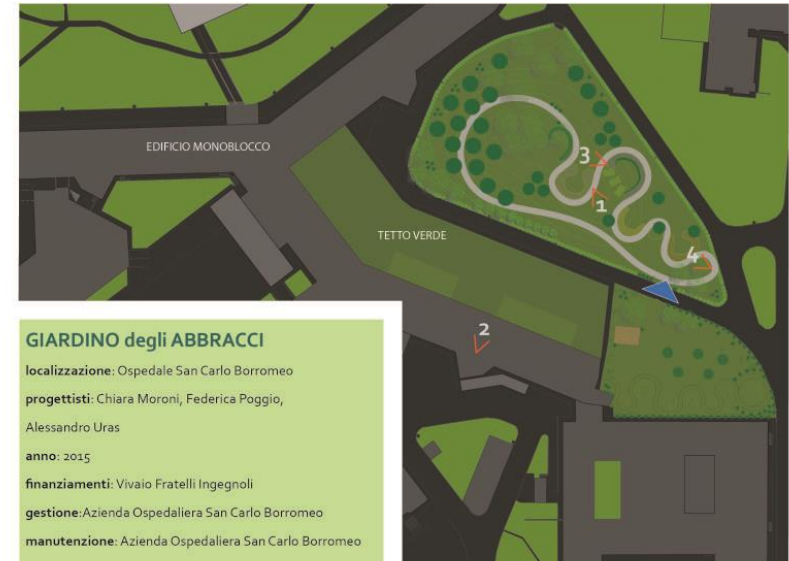 EDIFICIO MONOBLOCCO
3
1
TETTO VERDE
4
2
GIARDINO degli ABBRACCI
localizzazione: Ospedale San Carlo Borromeo
progettisti: Chiara Moroni, Federica Poggio,
Alessandro Uras
anno: 2015
finanziamenti: Vivaio Fratelli Ingegnoli
gestione:Azienda Ospedaliera San Carlo Borromeo
manutenzione: Azienda Ospedaliera San Carlo Borromeo